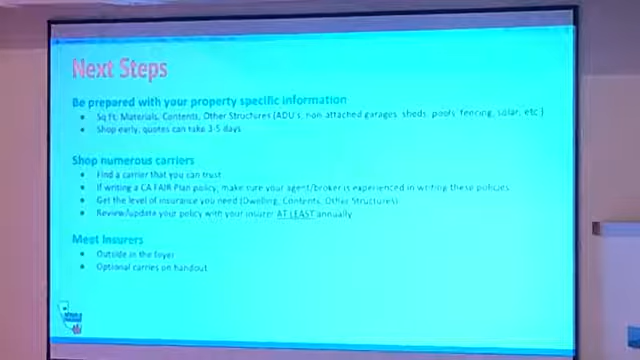 Next Steps
Be prepared with your property specific information
Sq ft, Materials, Contents, Other Structures (ADU's, non attached garages, sheds, pools, fencing, solar, etc.)
Shop early, quotes can take 3-5 days
Shop numerous carriers
Find a carrier that you can trust
If writing a CA FAIR Plan policy, make sure your agent/broker is experienced in writing these policies
Get the level of insurance you need (Dwelling, Contents, Other Structures)
Review/update your policy with your insurer AT LEAST annually
Meet Insurers
Outside in the foyer
Optional carries on handout